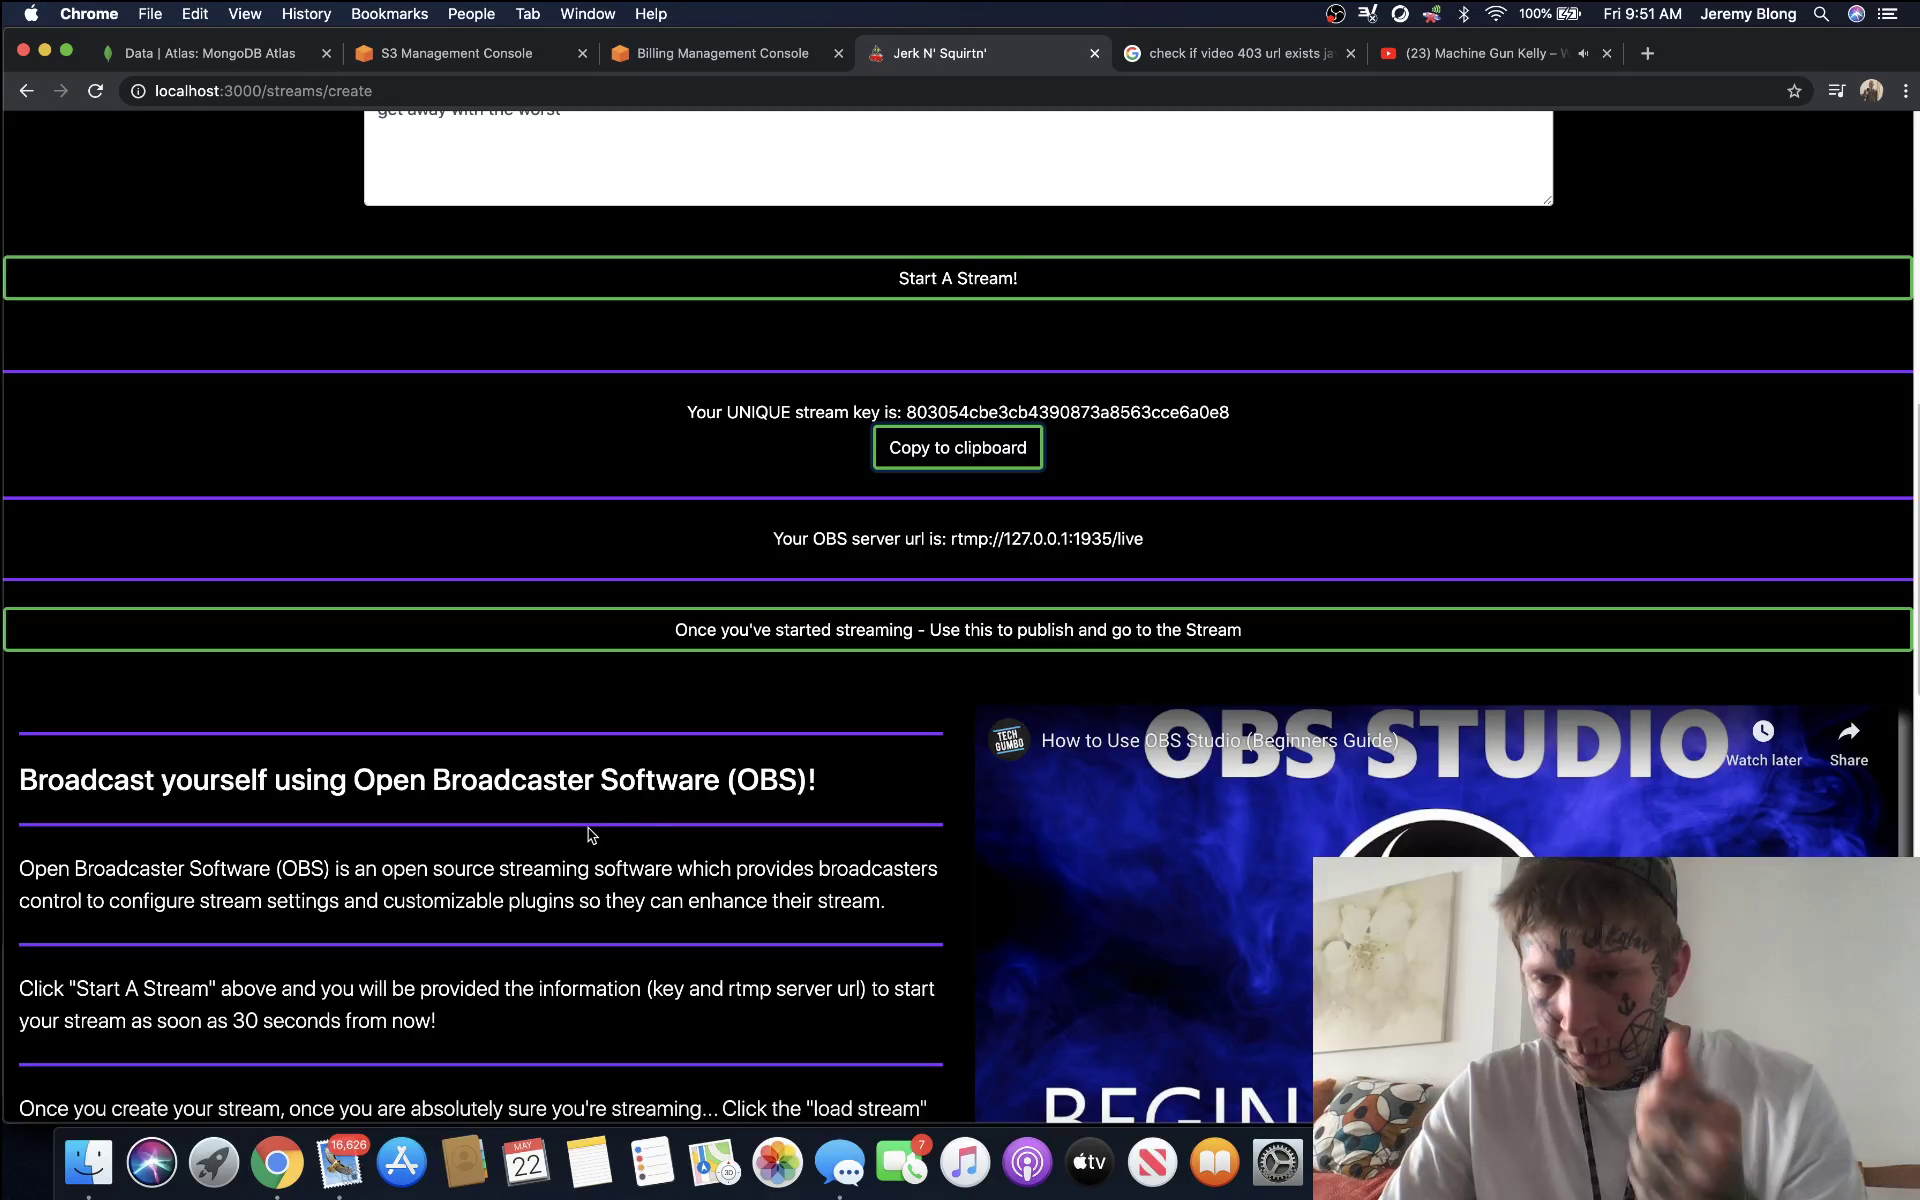 Chrome File Edit View History Bookmarks People Tab Window Help 100% Fri 9:51 AM Jeremy Blong
Data | Atlas: MongoDB Atlas S3 Management Console Billing Management Console Jerk N' Squirtn' check if video 403 url exists ja (23) Machine Gun Kelly –
localhost:3000/streams/create
get away with the worst
Start A Stream!
Your UNIQUE stream key is: 803054cbe3cb4390873a8563cce6a0e8
Copy to clipboard
Your OBS server url is: rtmp://127.0.0.1:1935/live
Once you've started streaming - Use this to publish and go to the Stream
OBS STUDIO
TECH GUMBO
How to Use OBS Studio (Beginners Guide)
Watch later Share
Broadcast yourself using Open Broadcaster Software (OBS)!
Open Broadcaster Software (OBS) is an open source streaming software which provides broadcasters
control to configure stream settings and customizable plugins so they can enhance their stream.
Click "Start A Stream" above and you will be provided the information (key and rtmp server url) to start
your stream as soon as 30 seconds from now!
Once you create your stream, once you are absolutely sure you're streaming... Click the "load stream"
BEGIN
16,626
MAY
22
3D
7
tv